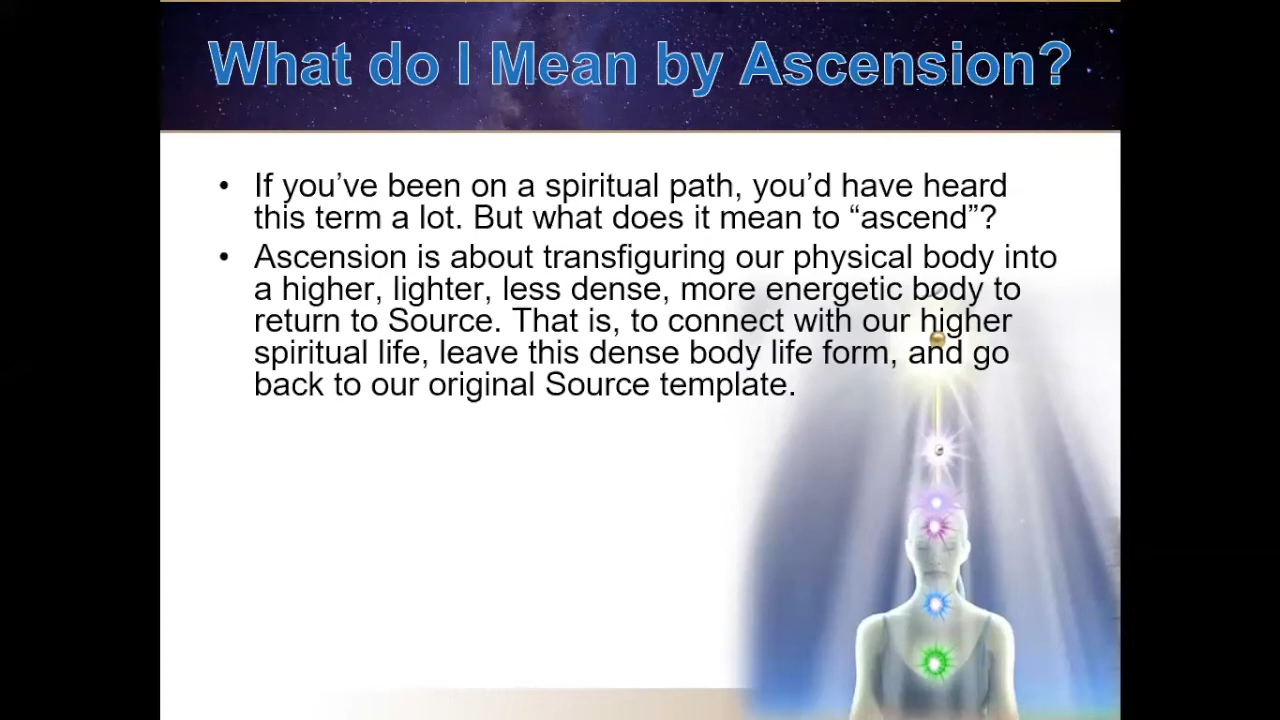 What do I Mean by Ascension?
• If you’ve been on a spiritual path, you’d have heard
this term a lot. But what does it mean to “ascend”?
• Ascension is about transfiguring our physical body into
a higher, lighter, less dense, more energetic body to
return to Source. That is, to connect with our higher
spiritual life, leave this dense body life form, and go
back to our original Source template.